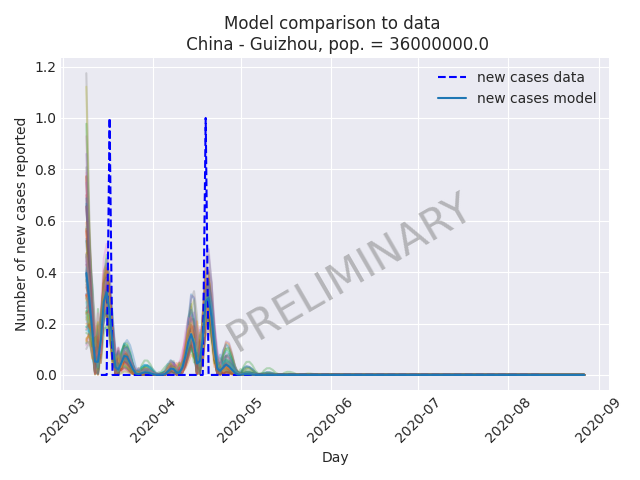 Model comparison to data
China - Guizhou, pop. = 36000000.0
new cases data
new cases model
1.2
1.0
0.8
0.6
0.4
0.2
0.0
Number of new cases reported
PRELIMINARY
2020-03
2020-04
2020-05
2020-06
2020-07
2020-08
2020-09
Day